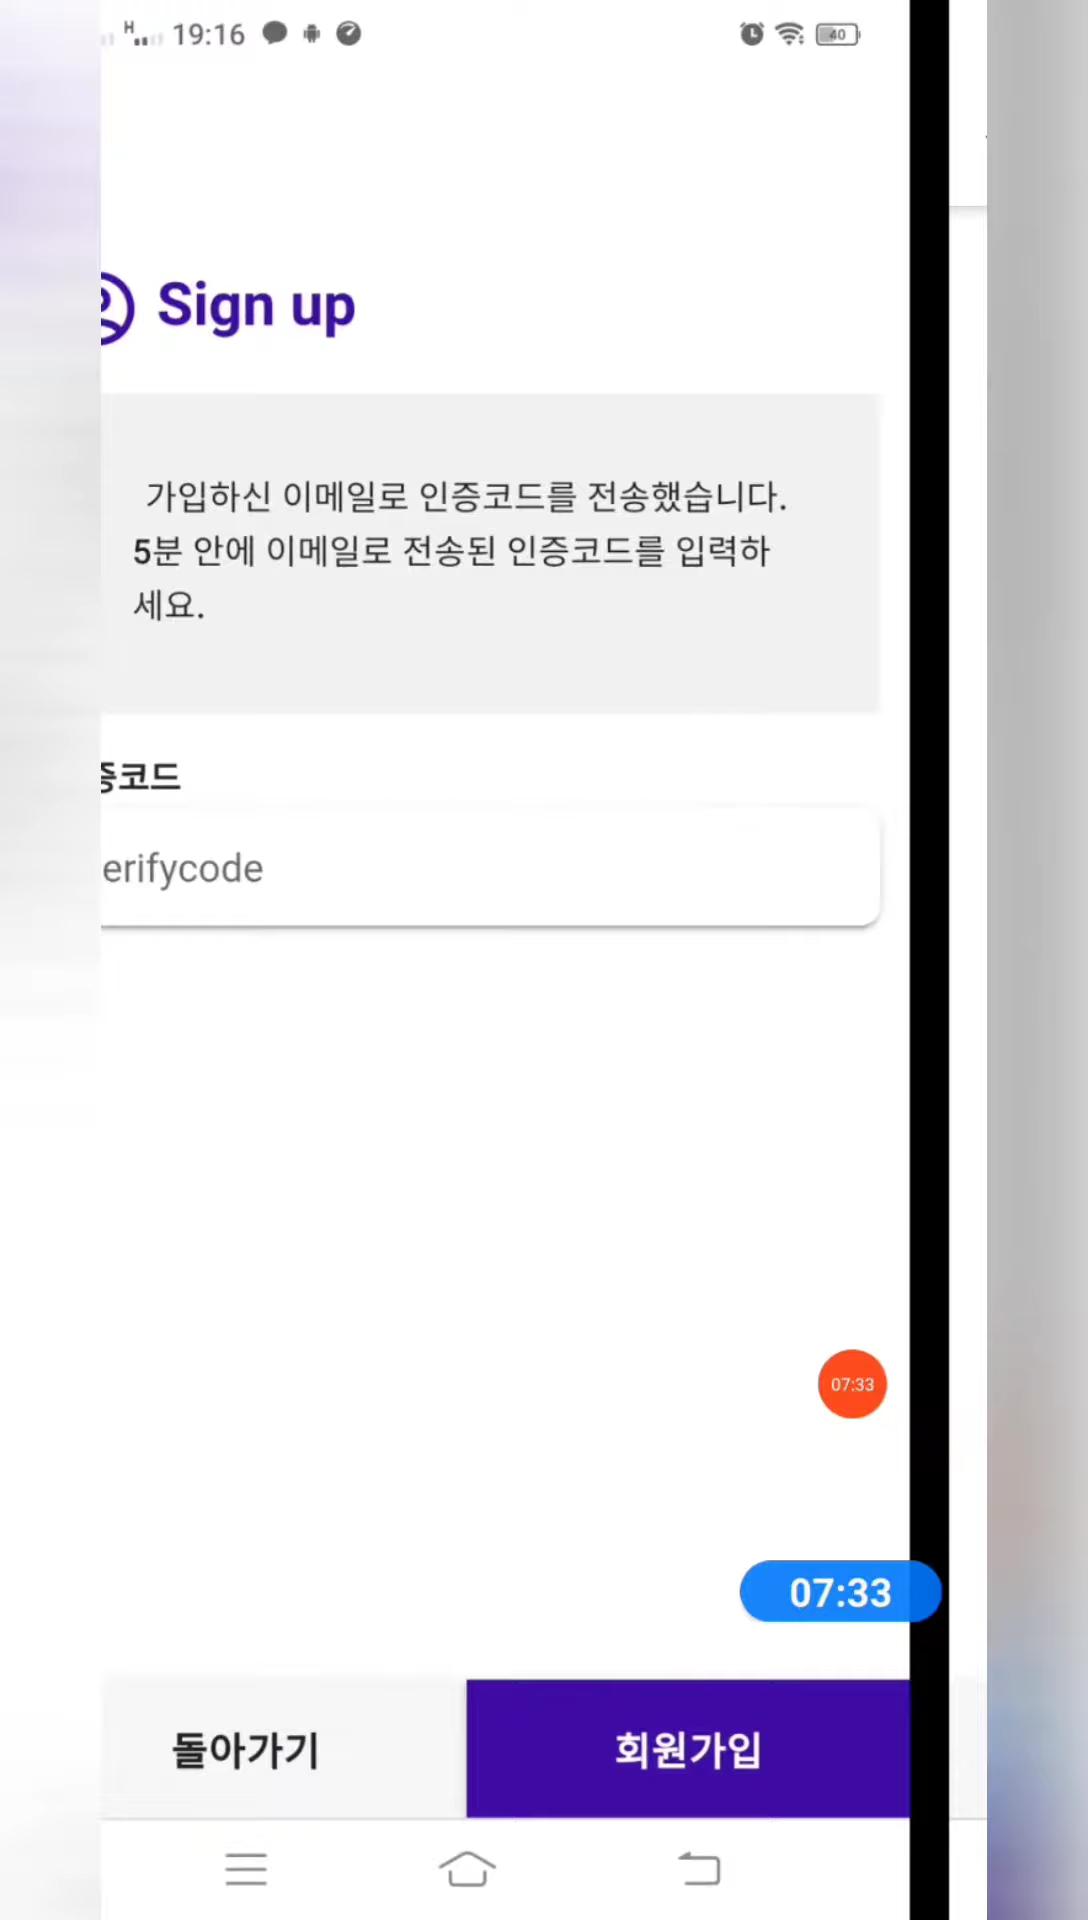 H 19:16 40
Sign up
가입하신 이메일로 인증코드를 전송했습니다.
5분 안에 이메일로 전송된 인증코드를 입력하
세요.
증코드
erifycode
07:33
07:33
돌아가기 회원가입